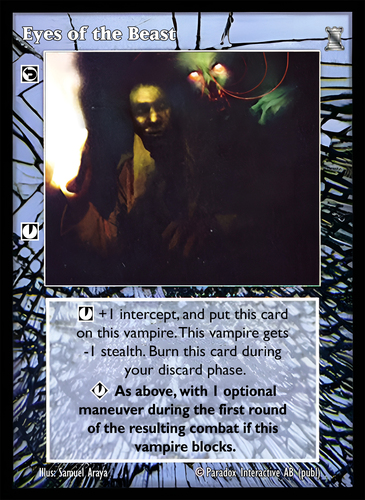 Eyes of the Beast
+1 intercept, and put this card
on this vampire. This vampire gets
-1 stealth. Burn this card during
your discard phase.
As above, with 1 optional
maneuver during the first round
of the resulting combat if this
vampire blocks.
Illus: Samuel Araya
© Paradox Interactive AB (publ)